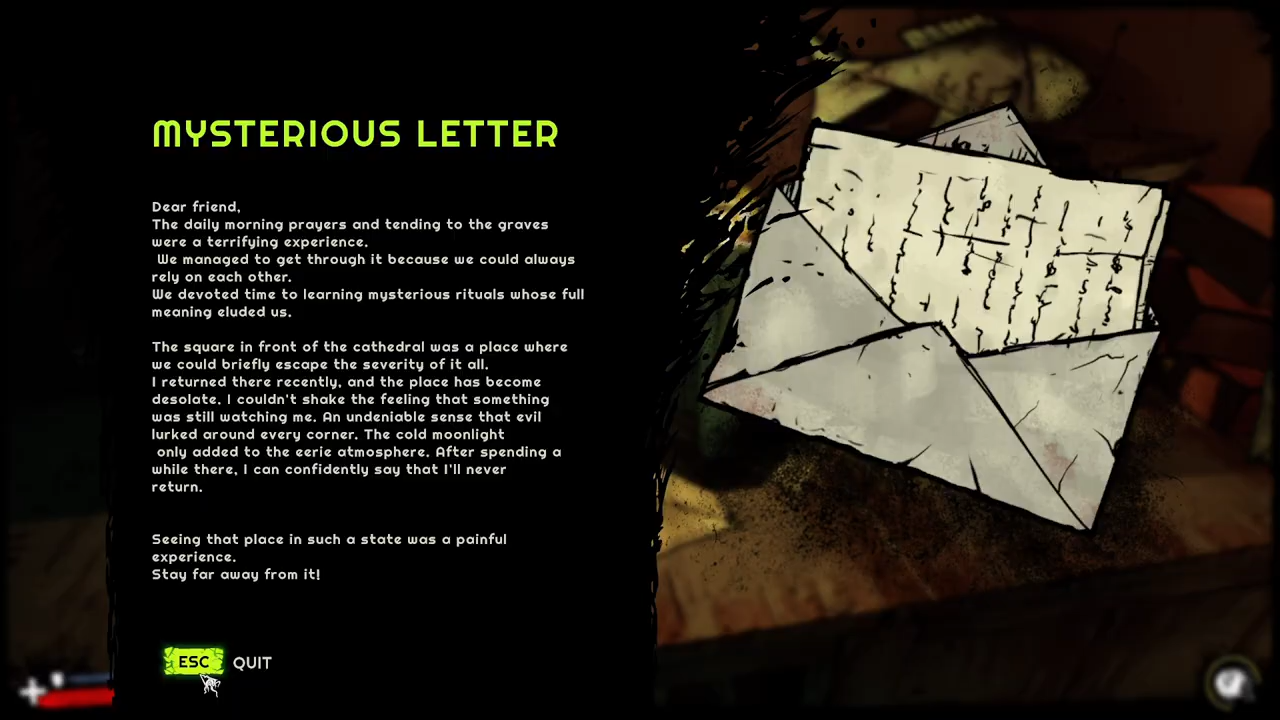 MYSTERIOUS LETTER
Dear friend,
The daily morning prayers and tending to the graves
were a terrifying experience.
We managed to get through it because we could always
rely on each other.
We devoted time to learning mysterious rituals whose full
meaning eluded us.
The square in front of the cathedral was a place where
we could briefly escape the severity of it all.
I returned there recently, and the place has become
desolate. I couldn't shake the feeling that something
was still watching me. An undeniable sense that evil
lurked around every corner. The cold moonlight
only added to the eerie atmosphere. After spending a
while there, I can confidently say that I'll never
return.
Seeing that place in such a state was a painful
experience.
Stay far away from it!
ESC QUIT